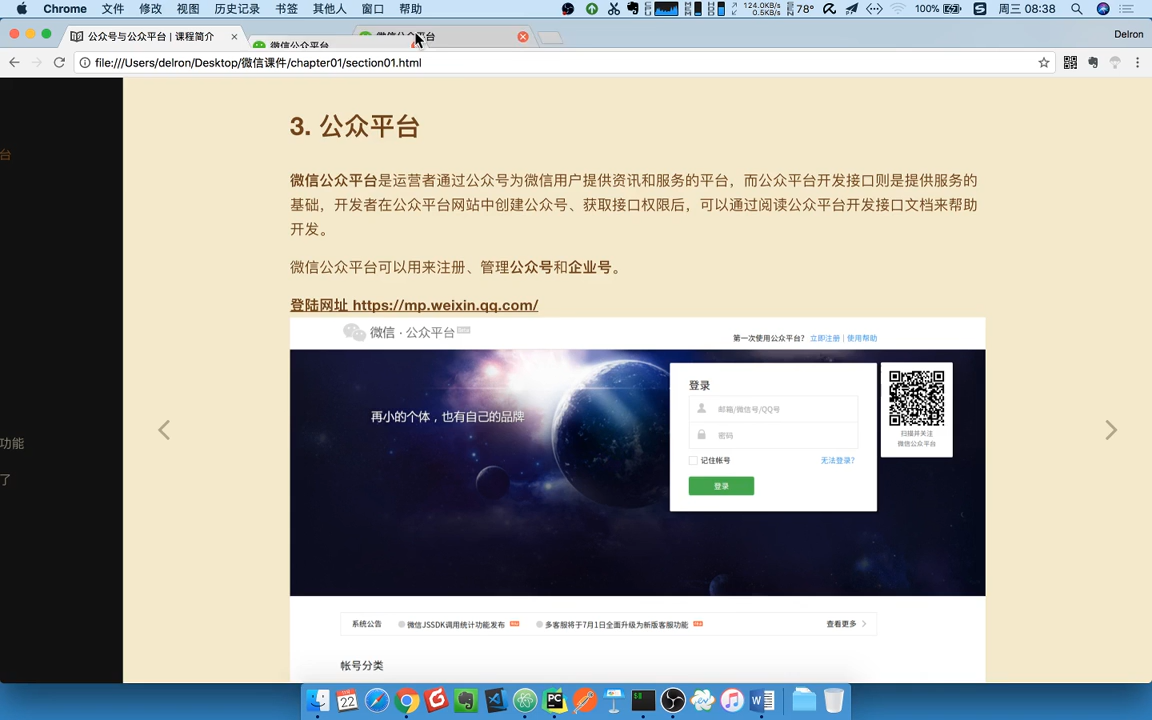 Chrome 文件 修改 视图 历史记录 书签 其他人 窗口 帮助
124.0KB/s
0.5KB/s
78° 100% 周三 08:38
公众号与公众平台 | 课程简介
微信公众平台
微信公众平台
Delron
file:///Users/delron/Desktop/微信课件/chapter01/section01.html
台
功能
了
3. 公众平台
微信公众平台是运营者通过公众号为微信用户提供资讯和服务的平台，而公众平台开发接口则是提供服务的
基础，开发者在公众平台网站中创建公众号、获取接口权限后，可以通过阅读公众平台开发接口文档来帮助
开发。
微信公众平台可以用来注册、管理公众号和企业号。
登陆网址 https://mp.weixin.qq.com/
微信 · 公众平台
第一次使用公众平台？ 立即注册 | 使用帮助
再小的个体，也有自己的品牌
登录
邮箱/微信号/QQ号
密码
记住帐号 无法登录？
登录
扫描并关注
微信公众平台
系统公告 微信JSSDK调用统计功能发布 多客服将于7月1日全面升级为新版客服功能 查看更多
帐号分类
22
PC